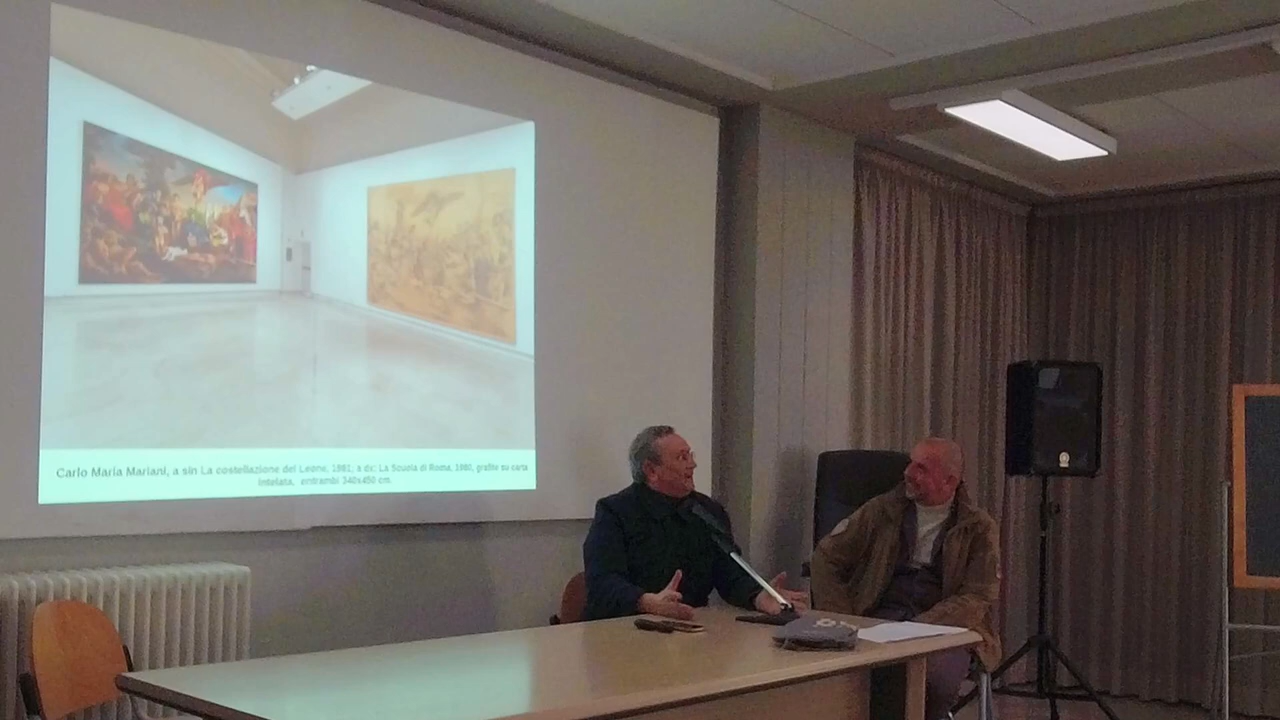 Carlo Maria Mariani, a sin La costellazione del Leone, 1981; a dx: La Scuola di Roma, 1980, grafite su carta
intelata, entrambi 340x450 cm.